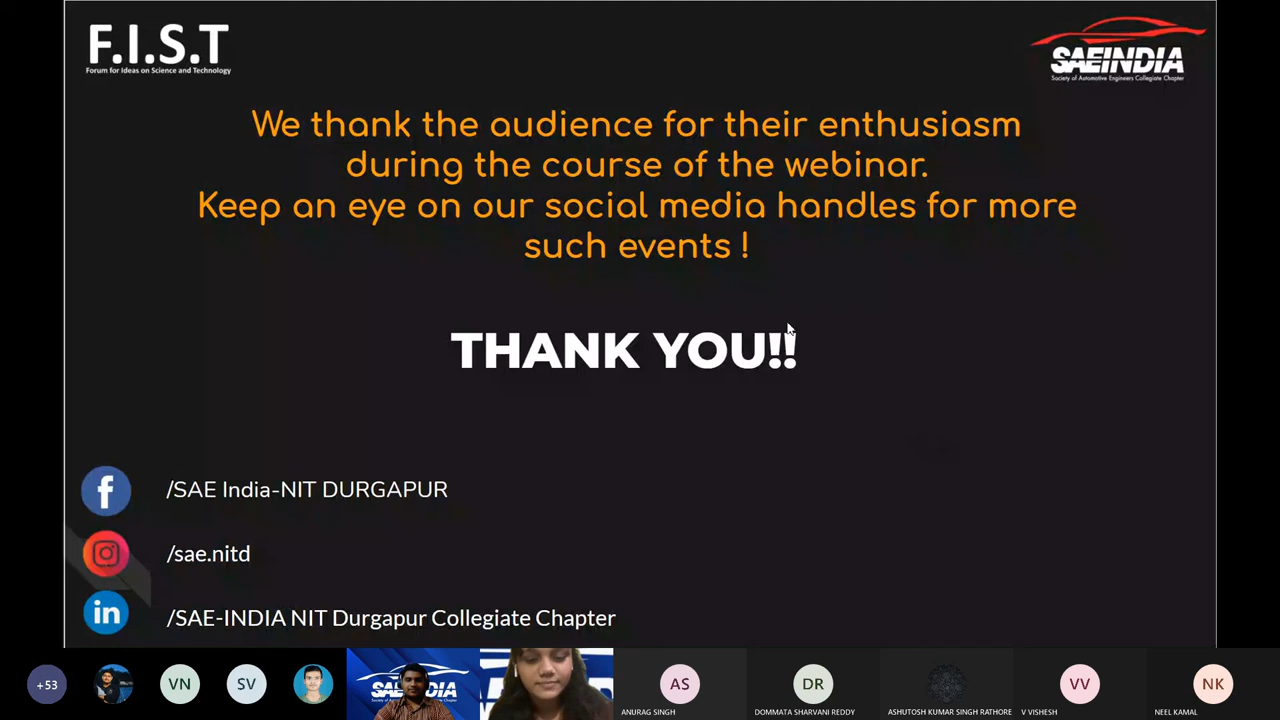 F.I.S.T
Forum for Ideas on Science and Technology
SAEINDIA
Society of Automotive Engineers Collegiate Chapter
We thank the audience for their enthusiasm
during the course of the webinar.
Keep an eye on our social media handles for more
such events !
THANK YOU!!
f /SAE India-NIT DURGAPUR
/sae.nitd
in /SAE-INDIA NIT Durgapur Collegiate Chapter
+53
VN
SV
SAEINDIA
AS
DR
VV
NK
ANURAG SINGH
DOMMATA SHARVANI REDDY
ASHUTOSH KUMAR SINGH RATHORE
V VISHESH
NEEL KAMAL